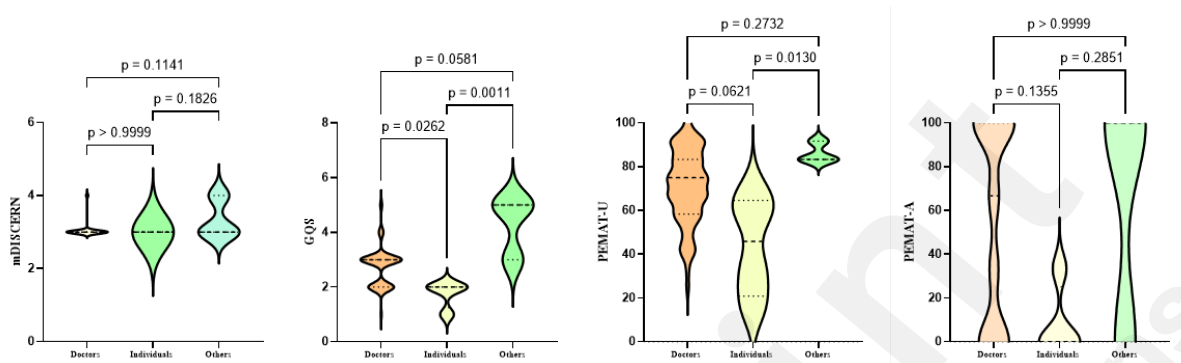 p = 0.1141
p = 0.1826
p > 0.9999
6
4
2
0
mDISCERN
Doctors
Individuals
Others
p = 0.0581
p = 0.0011
p = 0.0262
8
6
4
2
0
GQS
Doctors
Individuals
Others
p = 0.2732
p = 0.0130
p = 0.0621
100
80
60
40
20
0
PEMAT-U
Doctors
Individuals
Others
p > 0.9999
p = 0.2851
p = 0.1355
100
80
60
40
20
0
PEMAT-A
Doctors
Individuals
Others
int